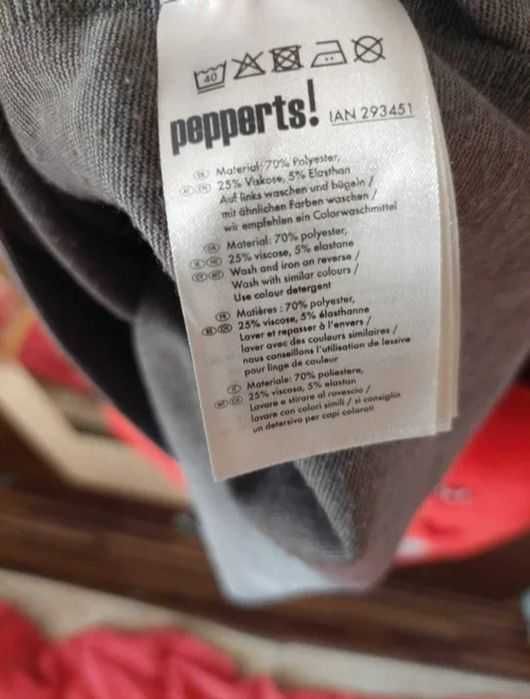 40
pepperts! IAN 293451
Material: 70% Polyester,
25% Viskose, 5% Elasthan
Auf links waschen und bügeln /
mit ähnlichen Farben waschen /
wir empfehlen ein Colorwaschmittel
Material: 70% polyester,
25% viscose, 5% elastane
Wash and iron on reverse /
Wash with similar colours /
Use colour detergent
Matières : 70% polyester,
25% viscose, 5% élasthanne
Laver et repasser à l'envers /
laver avec des couleurs similaires /
nous conseillons l'utilisation de lessive
pour linge de couleur
Materiale: 70% poliestere,
25% viscosa, 5% elastan
Lavare e stirare al rovescio /
lavare con colori simili / si consiglia
un detersivo per capi colorati